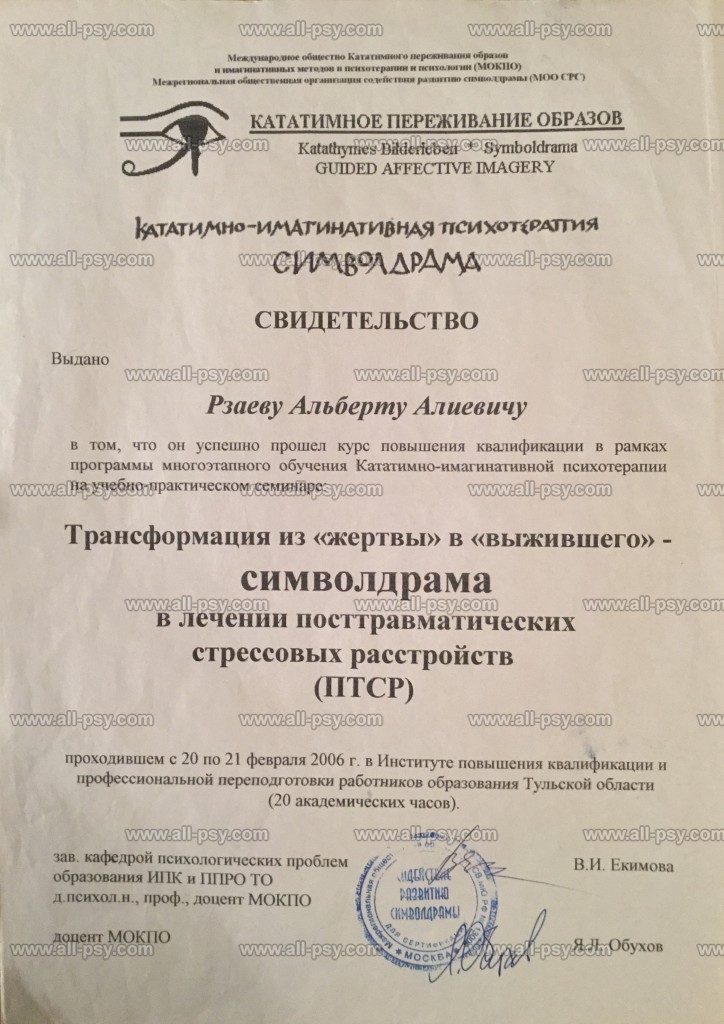 Международное общество Кататимного переживания образов
и имагинативных методов в психотерапии и психологии (МОКПО)
Межрегиональная общественная организация содействия развитию символдрамы (МОО СРС)
КАТАТИМНОЕ ПЕРЕЖИВАНИЕ ОБРАЗОВ
Katathymes Bilderleben * Symboldrama
GUIDED AFFECTIVE IMAGERY
КАТАТИМНО-ИМАГИНАТИВНАЯ ПСИХОТЕРАПИЯ
СИМВОЛДРАМА
СВИДЕТЕЛЬСТВО
Выдано
Рзаеву Альберту Алиевичу
в том, что он успешно прошел курс повышения квалификации в рамках
программы многоэтапного обучения Кататимно-имагинативной психотерапии
на учебно-практическом семинаре:
Трансформация из «жертвы» в «выжившего» -
символдрама
в лечении посттравматических
стрессовых расстройств
(ПТСР)
проходившем с 20 по 21 февраля 2006 г. в Институте повышения квалификации и
профессиональной переподготовки работников образования Тульской области
(20 академических часов).
зав. кафедрой психологических проблем
образования ИПК и ППРО ТО
д.психол.н., проф., доцент МОКПО
В.И. Екимова
доцент МОКПО
Я.Л. Обухов
РАЗВИТИЮ
СИМВОЛДРАМЫ
МОСКВА
www.all-psy.com